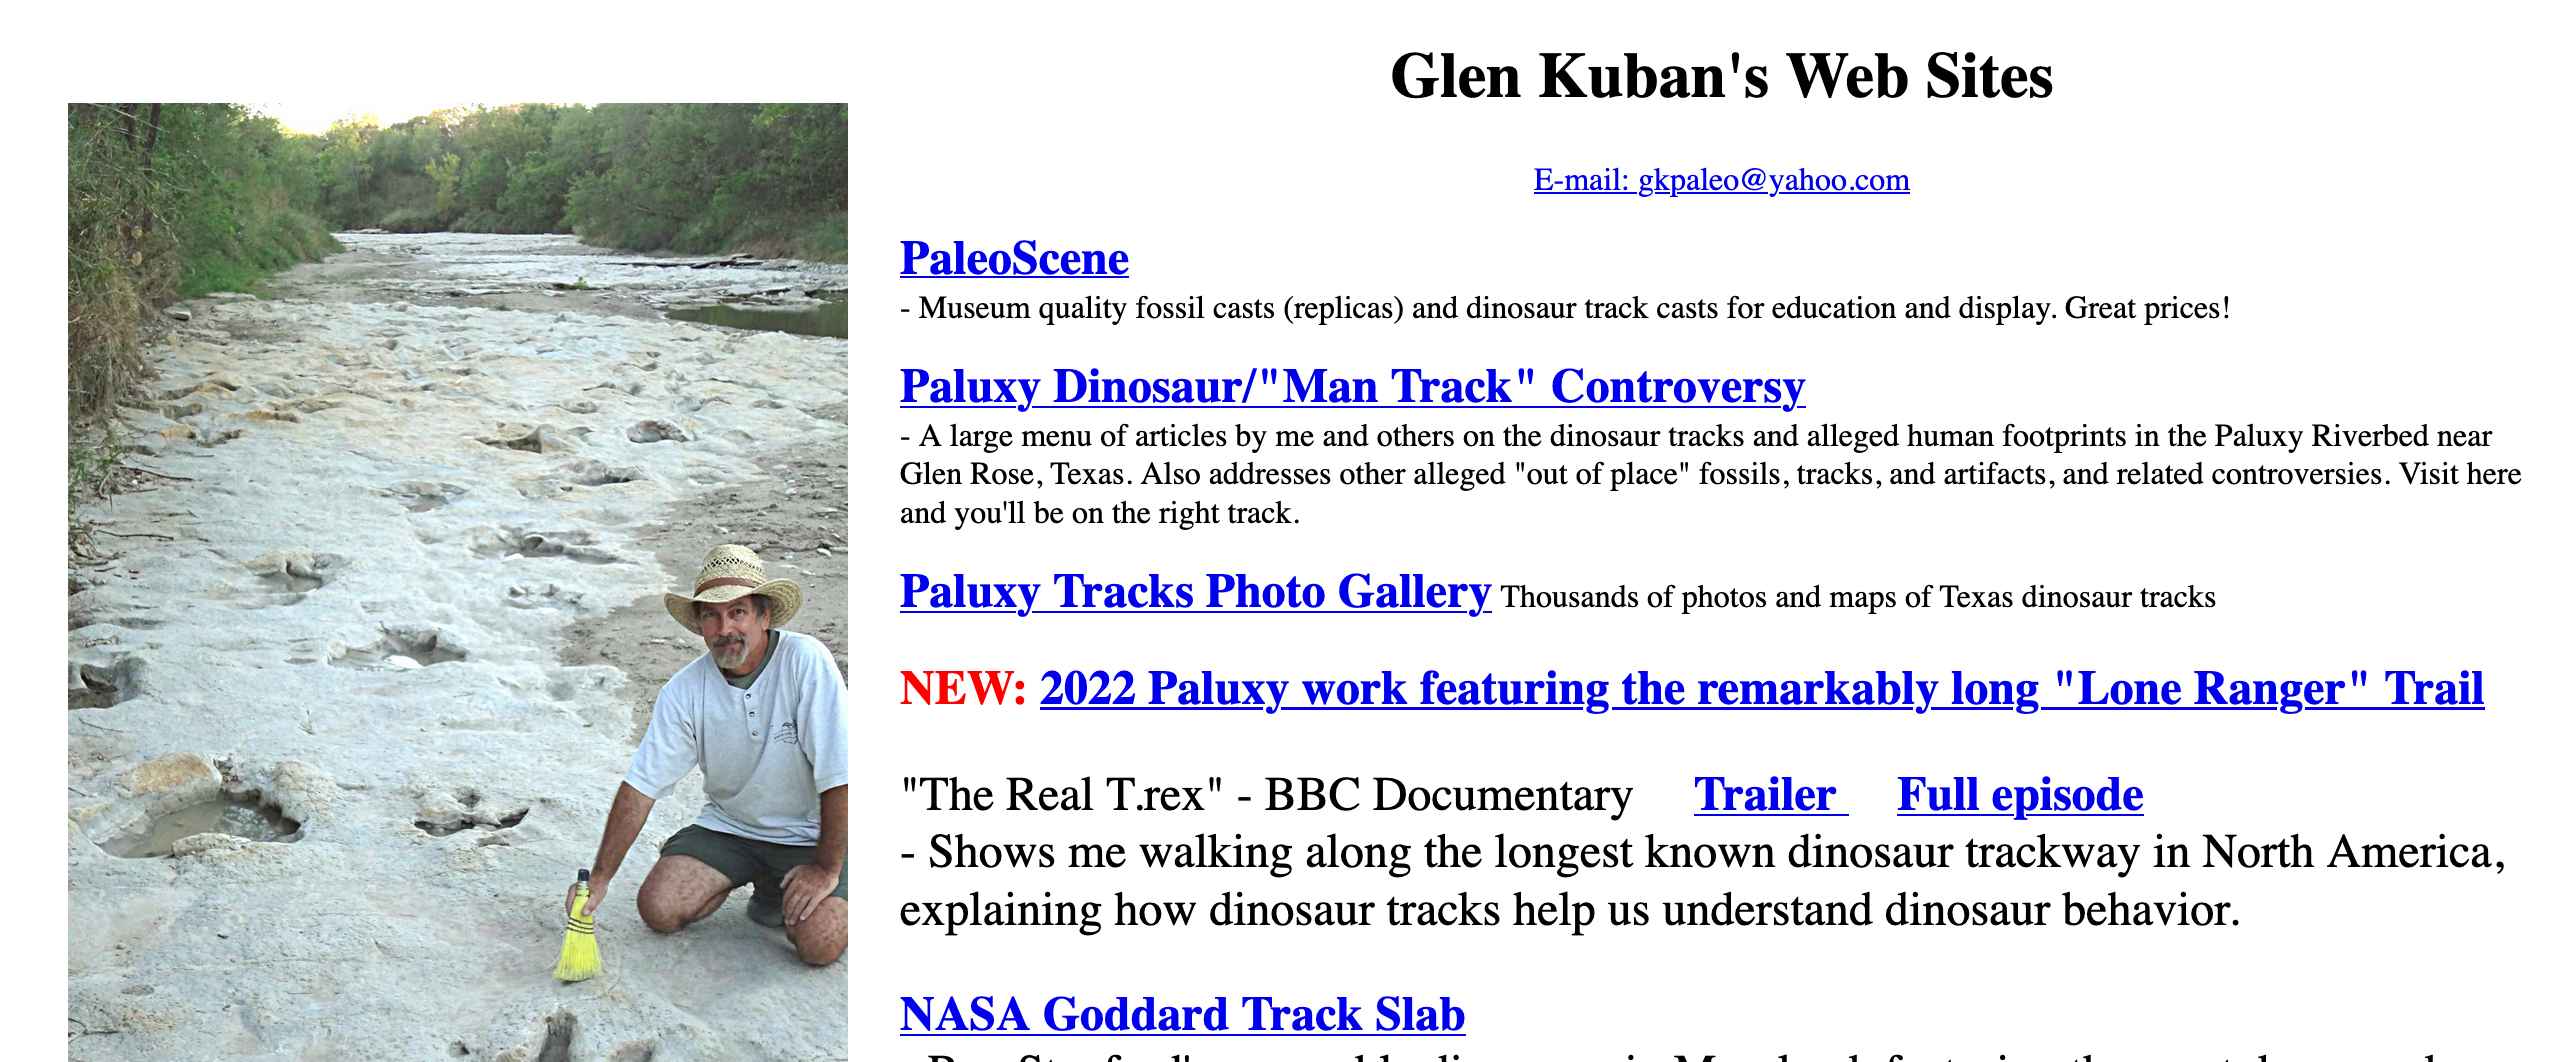 Glen Kuban's Web Sites
E-mail: gkpaleo@yahoo.com
PaleoScene
- Museum quality fossil casts (replicas) and dinosaur track casts for education and display. Great prices!
Paluxy Dinosaur/"Man Track" Controversy
- A large menu of articles by me and others on the dinosaur tracks and alleged human footprints in the Paluxy Riverbed near
Glen Rose, Texas. Also addresses other alleged "out of place" fossils, tracks, and artifacts, and related controversies. Visit here
and you'll be on the right track.
Paluxy Tracks Photo Gallery Thousands of photos and maps of Texas dinosaur tracks
NEW: 2022 Paluxy work featuring the remarkably long "Lone Ranger" Trail
"The Real T.rex" - BBC Documentary Trailer Full episode
- Shows me walking along the longest known dinosaur trackway in North America,
explaining how dinosaur tracks help us understand dinosaur behavior.
NASA Goddard Track Slab